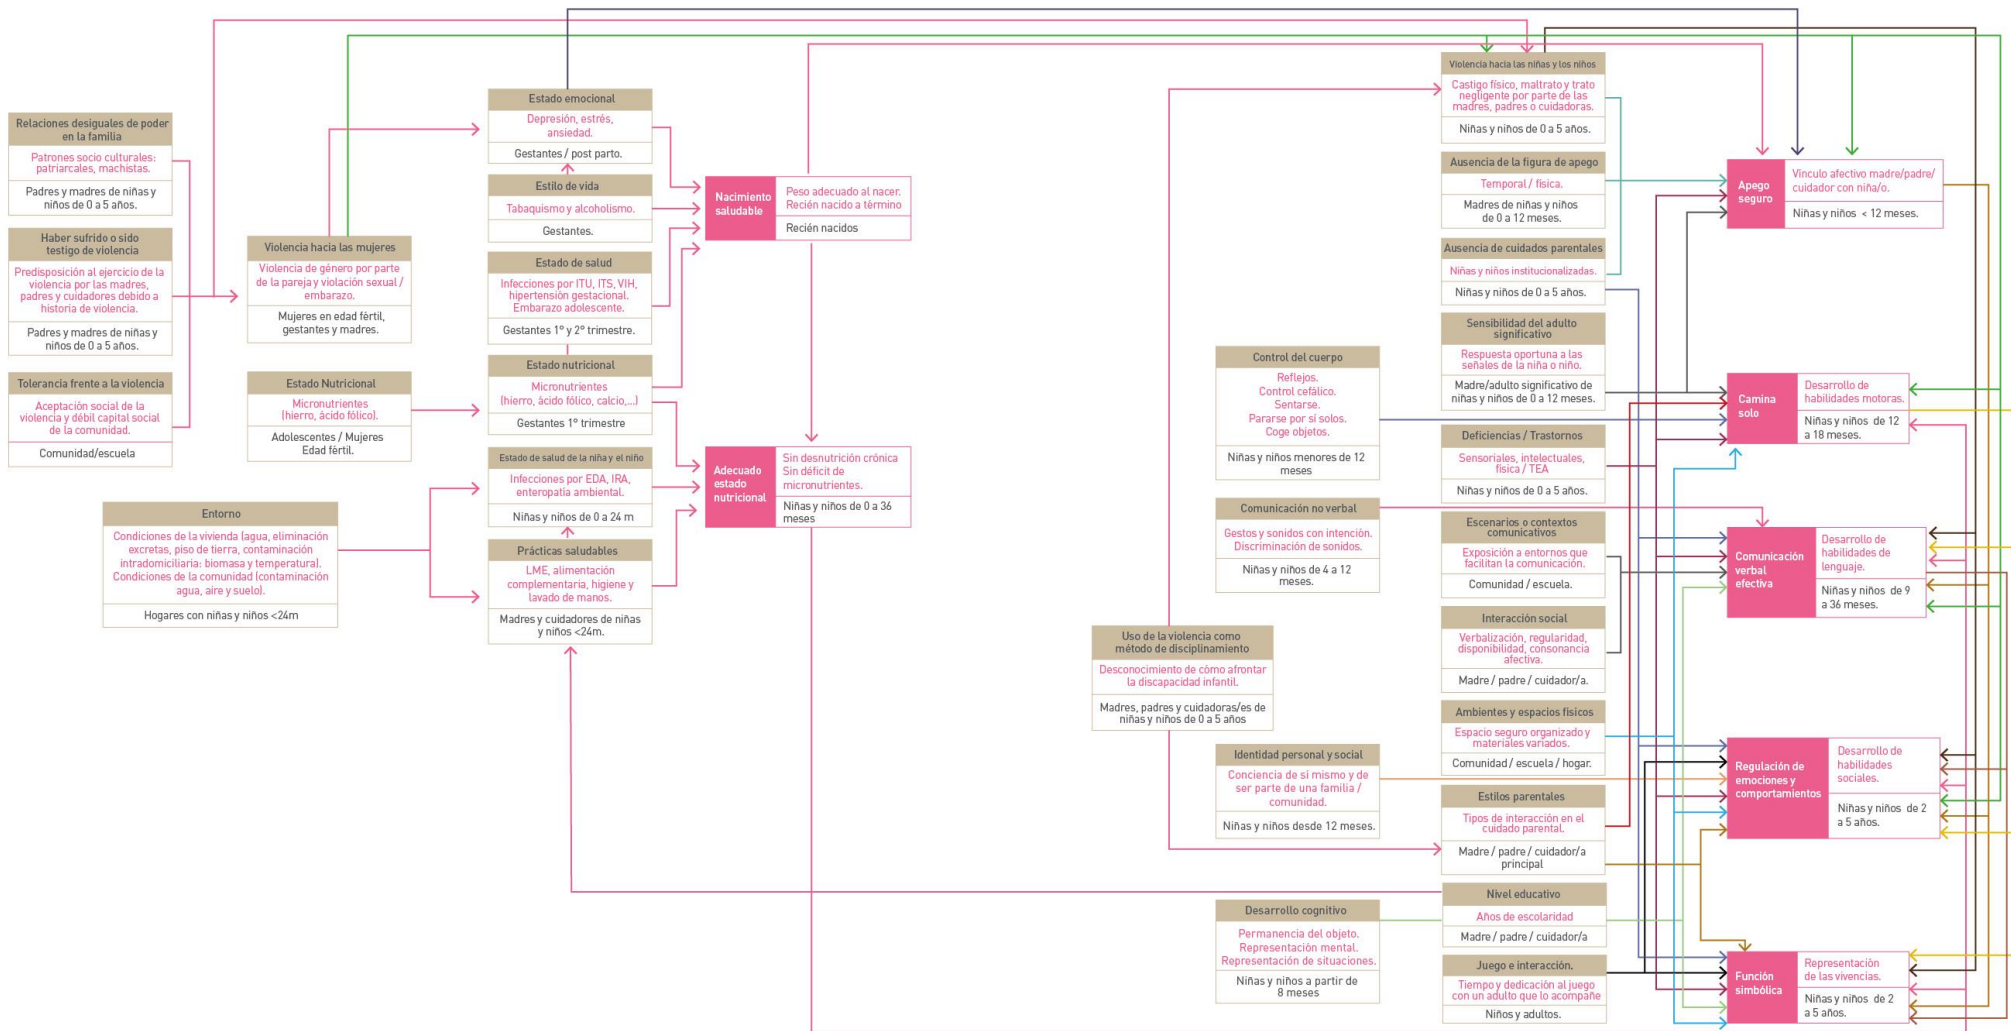 Relaciones desiguales de poder
en la familia
Patrones socio culturales:
patriarcales, machistas.
Padres y madres de niñas y
niños de 0 a 5 años.
Haber sufrido o sido
testigo de violencia
Predisposición al ejercicio de la
violencia por las madres,
padres y cuidadores debido a
historia de violencia.
Padres y madres de niñas y
niños de 0 a 5 años.
Tolerancia frente a la violencia
Aceptación social de la
violencia y débil capital social
de la comunidad.
Comunidad/escuela
Entorno
Condiciones de la vivienda (agua, eliminación
excretas, piso de tierra, contaminación
intradomiciliaria: biomasa y temperatura).
Condiciones de la comunidad (contaminación
agua, aire y suelo).
Hogares con niñas y niños <24m
Violencia hacia las mujeres
Violencia de género por parte
de la pareja y violación sexual /
embarazo.
Mujeres en edad fértil,
gestantes y madres.
Estado Nutricional
Micronutrientes
(hierro, ácido fólico).
Adolescentes / Mujeres
Edad fértil.
Estado emocional
Depresión, estrés,
ansiedad.
Gestantes / post parto.
Estilo de vida
Tabaquismo y alcoholismo.
Gestantes.
Estado de salud
Infecciones por ITU, ITS, VIH,
hipertensión gestacional.
Embarazo adolescente.
Gestantes 1° y 2° trimestre.
Estado nutricional
Micronutrientes
(hierro, ácido fólico, calcio,...)
Gestantes 1° trimestre
Estado de salud de la niña y el niño
Infecciones por EDA, IRA,
enteropatía ambiental.
Niñas y niños de 0 a 24 m
Prácticas saludables
LME, alimentación
complementaria, higiene y
lavado de manos.
Madres y cuidadores de niñas
y niños <24m.
Nacimiento
saludable
Peso adecuado al nacer.
Recién nacido a término
Recién nacidos
Adecuado
estado
nutricional
Sin desnutrición crónica
Sin déficit de
micronutrientes.
Niñas y niños de 0 a 36
meses
Uso de la violencia como
método de disciplinamiento
Desconocimiento de cómo afrontar
la discapacidad infantil.
Madres, padres y cuidadoras/es de
niñas y niños de 0 a 5 años
Control del cuerpo
Reflejos.
Control cefálico.
Sentarse.
Pararse por sí solos.
Coge objetos.
Niñas y niños menores de 12
meses
Comunicación no verbal
Gestos y sonidos con intención.
Discriminación de sonidos.
Niñas y niños de 4 a 12
meses.
Identidad personal y social
Conciencia de sí mismo y de
ser parte de una familia /
comunidad.
Niñas y niños desde 12 meses.
Desarrollo cognitivo
Permanencia del objeto.
Representación mental.
Representación de situaciones.
Niñas y niños a partir de
8 meses
Violencia hacia las niñas y los niños
Castigo físico, maltrato y trato
negligente por parte de las
madres, padres o cuidadoras.
Niñas y niños de 0 a 5 años.
Ausencia de la figura de apego
Temporal / física.
Madres de niñas y niños
de 0 a 12 meses.
Ausencia de cuidados parentales
Niñas y niños institucionalizadas.
Niñas y niños de 0 a 5 años.
Sensibilidad del adulto
significativo
Respuesta oportuna a las
señales de la niña o niño.
Madre/adulto significativo de
niñas y niños de 0 a 12 meses.
Deficiencias / Trastornos
Sensoriales, intelectuales,
física / TEA
Niñas y niños de 0 a 5 años.
Escenarios o contextos
comunicativos
Exposición a entornos que
facilitan la comunicación.
Comunidad / escuela.
Interacción social
Verbalización, regularidad,
disponibilidad, consonancia
afectiva.
Madre / padre / cuidador/a.
Ambientes y espacios físicos
Espacio seguro organizado y
materiales variados.
Comunidad / escuela / hogar.
Estilos parentales
Tipos de interacción en el
cuidado parental.
Madre / padre / cuidador/a
principal
Nivel educativo
Años de escolaridad
Madre / padre / cuidador/a
Juego e interacción.
Tiempo y dedicación al juego
con un adulto que lo acompañe
Niños y adultos.
Apego
seguro
Vínculo afectivo madre/padre/
cuidador con niña/o.
Niñas y niños < 12 meses.
Camina
solo
Desarrollo de
habilidades motoras.
Niñas y niños de 12
a 18 meses.
Comunicación
verbal
efectiva
Desarrollo de
habilidades de
lenguaje.
Niñas y niños de 9
a 36 meses.
Regulación de
emociones y
comportamientos
Desarrollo de
habilidades
sociales.
Niñas y niños de 2
a 5 años.
Función
simbólica
Representación
de las vivencias.
Niñas y niños de 2
a 5 años.